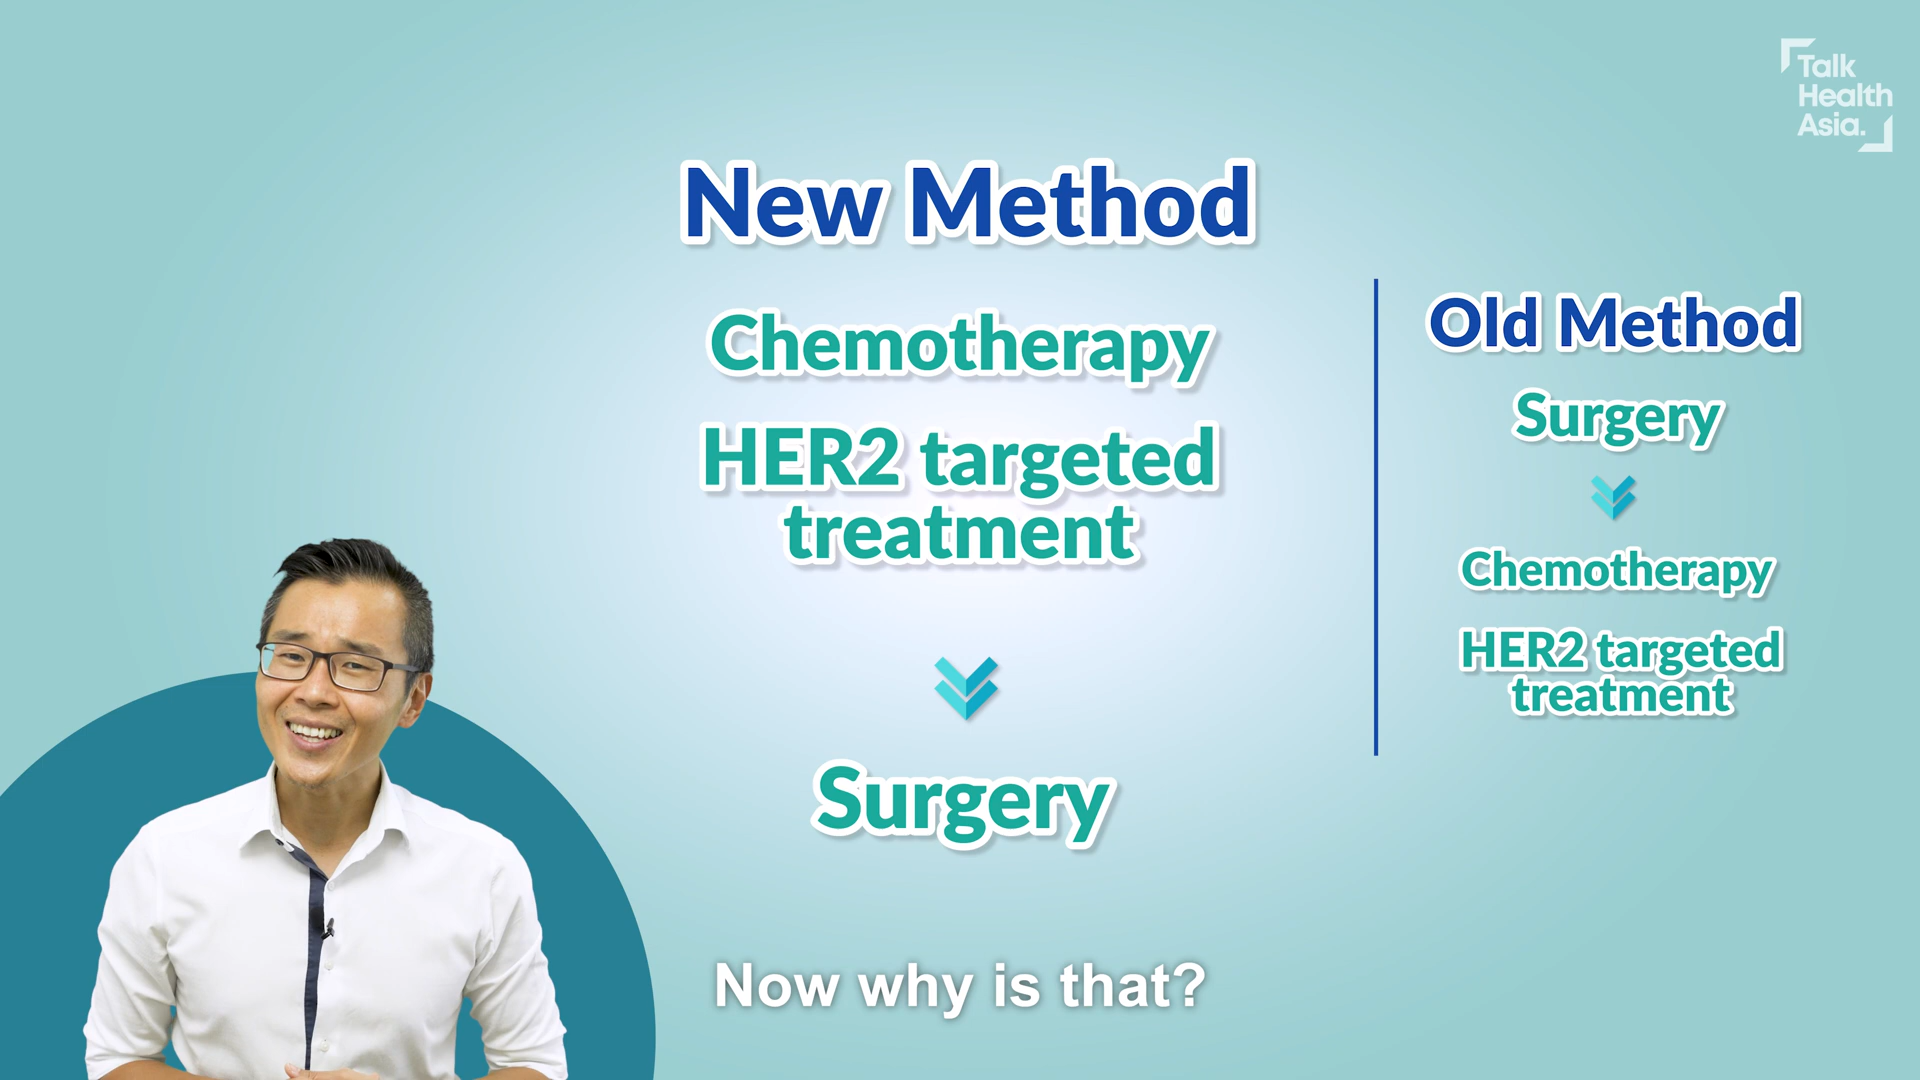 Talk
Health
Asia.
New Method
Chemotherapy
HER2 targeted
treatment
Surgery
Old Method
Surgery
Chemotherapy
HER2 targeted
treatment
Now why is that?